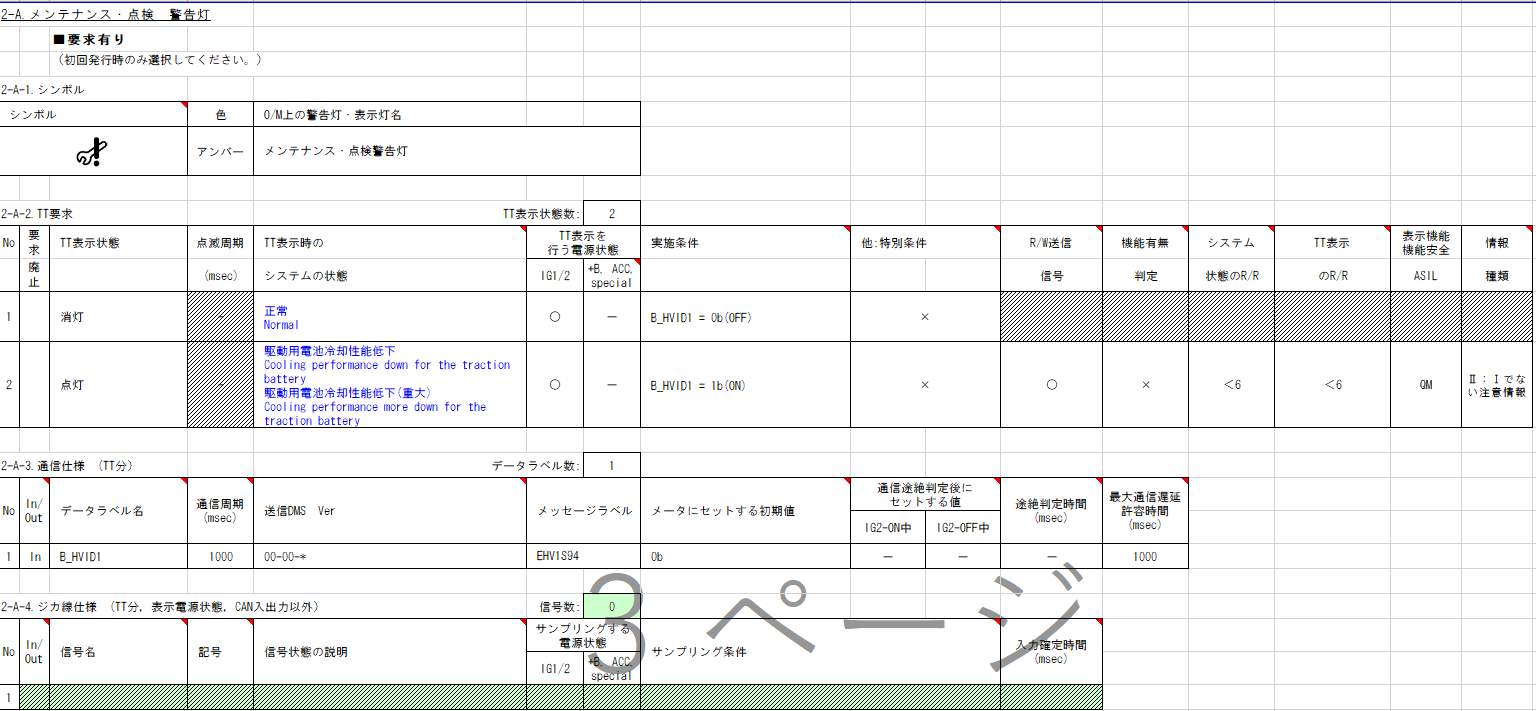 2-A.メンテナンス・点検　警告灯
■要求有り
（初回発行時のみ選択してください。）
2-A-1.シンボル
シンボル 色 O/M上の警告灯・表示灯名
アンバー メンテナンス・点検警告灯
2-A-2.TT要求 TT表示状態数: 2
No 要求廃止 TT表示状態 点滅周期 (msec) TT表示時の システムの状態 TT表示を行う電源状態 IG1/2 +B, ACC, special 実施条件 他:特別条件 R/W送信 信号 機能有無 判定 システム 状態のR/R TT表示 のR/R 表示機能 機能安全 ASIL 情報 種類
1 消灯 - 正常
Normal ○ － B_HVID1 = 0b(OFF) ×
2 点灯 - 駆動用電池冷却性能低下
Cooling performance down for the traction
battery
駆動用電池冷却性能低下(重大)
Cooling performance more down for the
traction battery ○ － B_HVID1 = 1b(ON) × ○ × ＜6 ＜6 QM Ⅱ：Ⅰでない注意情報
2-A-3.通信仕様　（TT分） データラベル数: 1
No In/Out データラベル名 通信周期 (msec) 送信DMS　Ver メッセージラベル メータにセットする初期値 通信途絶判定後にセットする値 IG2-ON中 IG2-OFF中 途絶判定時間 (msec) 最大通信遅延許容時間 (msec)
1 In B_HVID1 1000 00-00-* EHV1S94 0b － － － 1000
2-A-4.ジカ線仕様　（TT分, 表示電源状態, CAN入出力以外） 信号数: 0
No In/Out 信号名 記号 信号状態の説明 サンプリングする電源状態 IG1/2 +B, ACC, special サンプリング条件 入力確定時間 (msec)
1
3 ページ